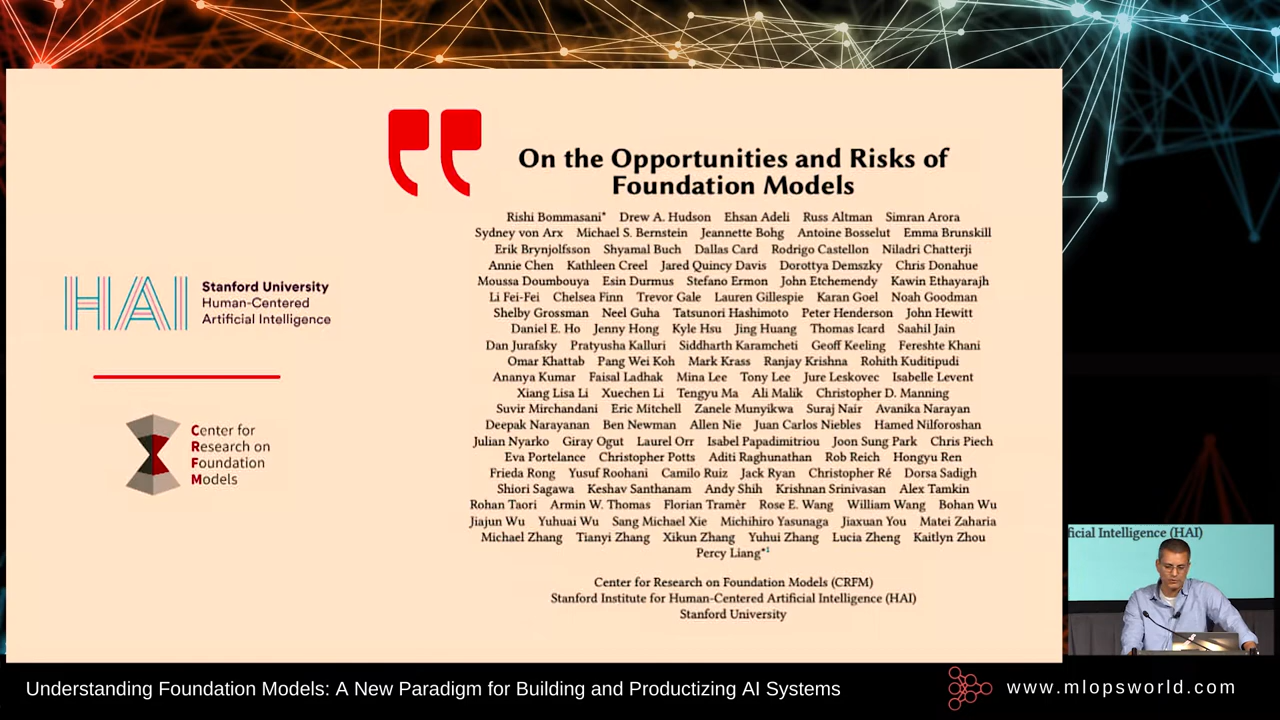 On the Opportunities and Risks of
Foundation Models
Rishi Bommasani* Drew A. Hudson Ehsan Adeli Russ Altman Simran Arora
Sydney von Arx Michael S. Bernstein Jeannette Bohg Antoine Bosselut Emma Brunskill
Erik Brynjolfsson Shyamal Buch Dallas Card Rodrigo Castellon Niladri Chatterji
Annie Chen Kathleen Creel Jared Quincy Davis Dorottya Demszky Chris Donahue
Moussa Doumbouya Esin Durmus Stefano Ermon John Etchemendy Kawin Ethayarajh
Li Fei-Fei Chelsea Finn Trevor Gale Lauren Gillespie Karan Goel Noah Goodman
Shelby Grossman Neel Guha Tatsunori Hashimoto Peter Henderson John Hewitt
Daniel E. Ho Jenny Hong Kyle Hsu Jing Huang Thomas Icard Saahil Jain
Dan Jurafsky Pratyusha Kalluri Siddharth Karamcheti Geoff Keeling Fereshte Khani
Omar Khattab Pang Wei Koh Mark Krass Ranjay Krishna Rohith Kuditipudi
Ananya Kumar Faisal Ladhak Mina Lee Tony Lee Jure Leskovec Isabelle Levent
Xiang Lisa Li Xuechen Li Tengyu Ma Ali Malik Christopher D. Manning
Suvir Mirchandani Eric Mitchell Zanele Munyikwa Suraj Nair Avanika Narayan
Deepak Narayanan Ben Newman Allen Nie Juan Carlos Niebles Hamed Nilforoshan
Julian Nyarko Giray Ogut Laurel Orr Isabel Papadimitriou Joon Sung Park Chris Piech
Eva Portelance Christopher Potts Aditi Raghunathan Rob Reich Hongyu Ren
Frieda Rong Yusuf Roohani Camilo Ruiz Jack Ryan Christopher Ré Dorsa Sadigh
Shiori Sagawa Keshav Santhanam Andy Shih Krishnan Srinivasan Alex Tamkin
Rohan Taori Armin W. Thomas Florian Tramèr Rose E. Wang William Wang Bohan Wu
Jiajun Wu Yuhuai Wu Sang Michael Xie Michihiro Yasunaga Jiaxuan You Matei Zaharia
Michael Zhang Tianyi Zhang Xikun Zhang Yuhui Zhang Lucia Zheng Kaitlyn Zhou
Percy Liang*¹
Center for Research on Foundation Models (CRFM)
Stanford Institute for Human-Centered Artificial Intelligence (HAI)
Stanford University
HAI
Stanford University
Human-Centered
Artificial Intelligence
Center for
Research on
Foundation
Models
ficial Intelligence (HAI)
Understanding Foundation Models: A New Paradigm for Building and Productizing AI Systems
www.mlopsworld.com